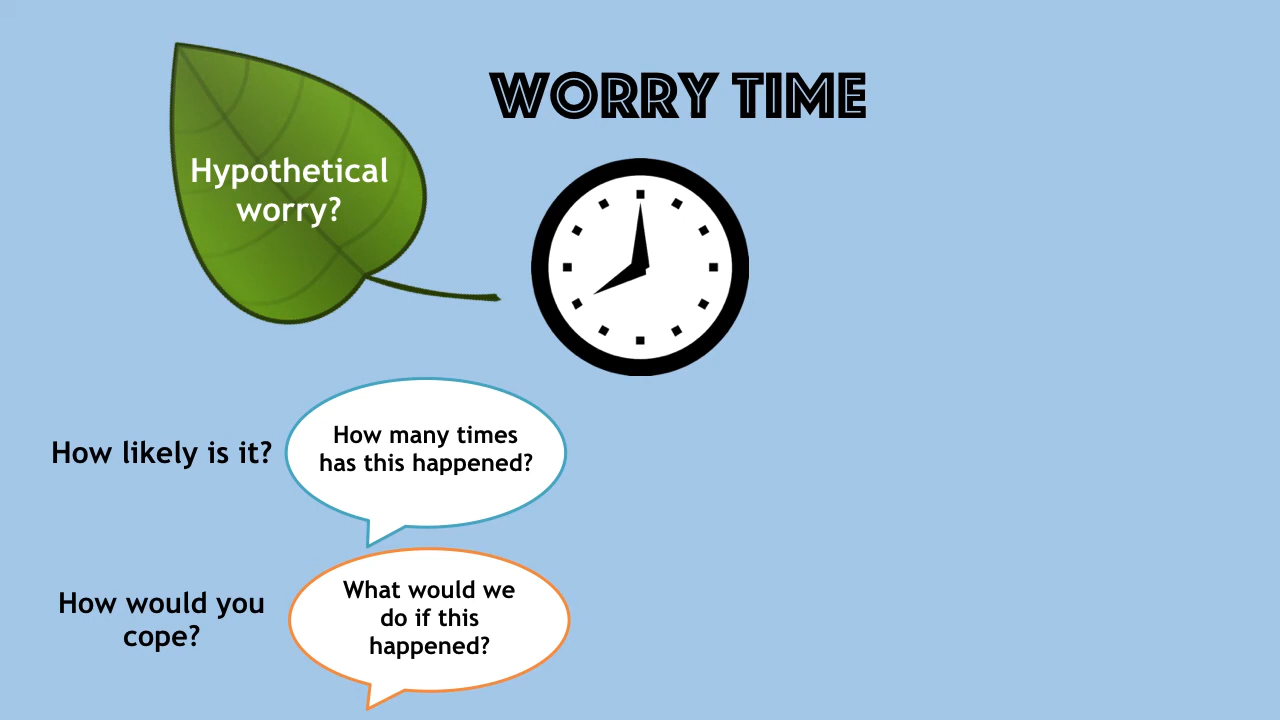 WORRY TIME
Hypothetical
worry?
How likely is it?
How many times
has this happened?
How would you
cope?
What would we
do if this
happened?